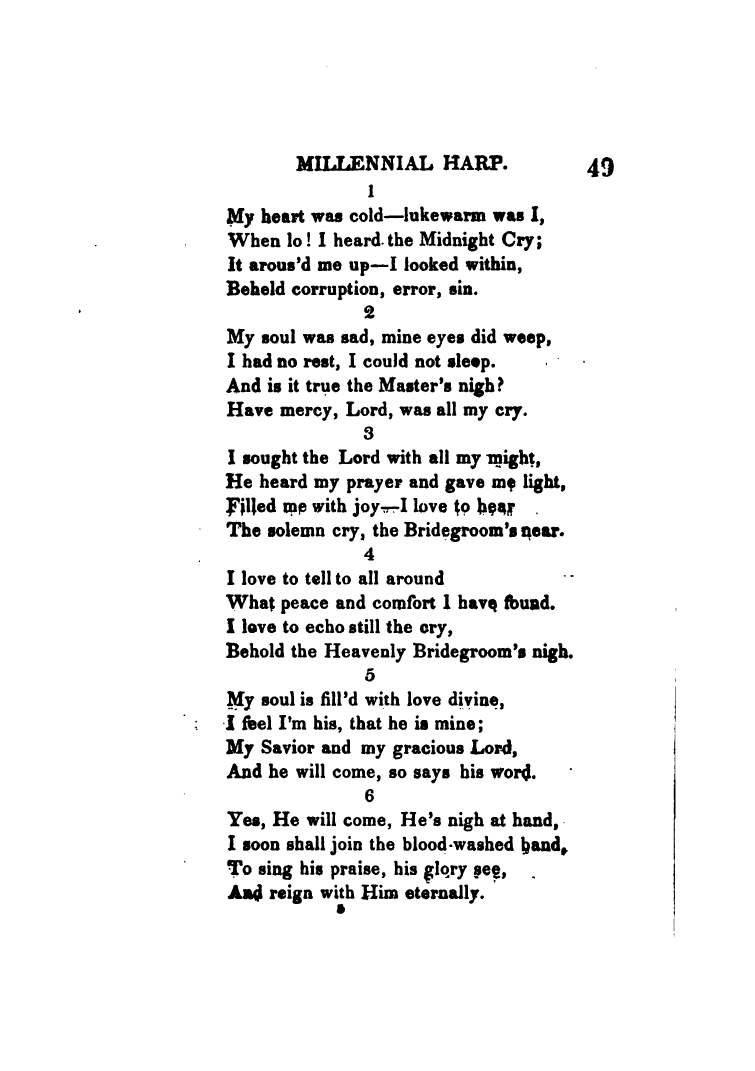 MILLENNIAL HARP. 49
1
My heart was cold—lukewarm was I,
When lo! I heard the Midnight Cry;
It arous'd me up—I looked within,
Beheld corruption, error, sin.
2
My soul was sad, mine eyes did weep,
I had no rest, I could not sleep.
And is it true the Master's nigh?
Have mercy, Lord, was all my cry.
3
I sought the Lord with all my might,
He heard my prayer and gave me light,
Filled me with joy—I love to hear
The solemn cry, the Bridegroom's near.
4
I love to tell to all around
What peace and comfort I have found.
I love to echo still the cry,
Behold the Heavenly Bridegroom's nigh.
5
My soul is fill'd with love divine,
I feel I'm his, that he is mine;
My Savior and my gracious Lord,
And he will come, so says his word.
6
Yes, He will come, He's nigh at hand,
I soon shall join the blood-washed band,
To sing his praise, his glory see,
And reign with Him eternally.